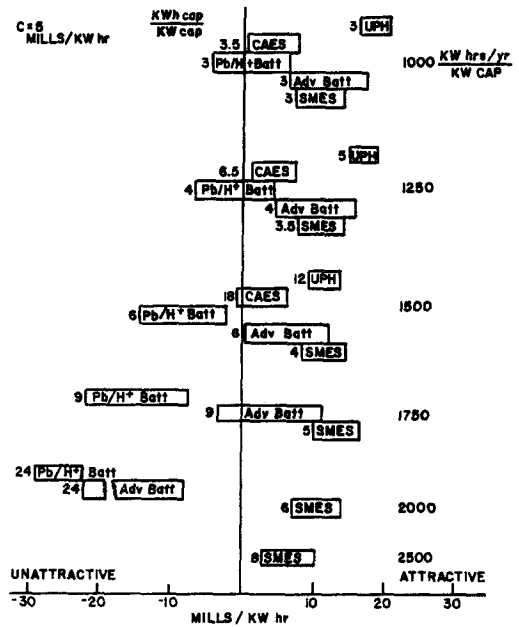 C=5
MILLS/KW hr
KWh cap
KW cap
3 UPH
3.5 CAES
3 Pb/H+ Batt
1000 KW hrs/yr
KW CAP
3 Adv Batt
3 SMES
5 UPH
6.5 CAES
4 Pb/H+ Batt
1250
4 Adv Batt
3.5 SMES
12 UPH
18 CAES
1500
6 Pb/H+ Batt
6 Adv Batt
4 SMES
9 Pb/H+ Batt
9 Adv Batt
1750
5 SMES
24 Pb/H+ Batt
24 Adv Batt
6 SMES
2000
8 SMES
2500
UNATTRACTIVE
ATTRACTIVE
-30 -20 -10 0 10 20 30
MILLS / KW hr